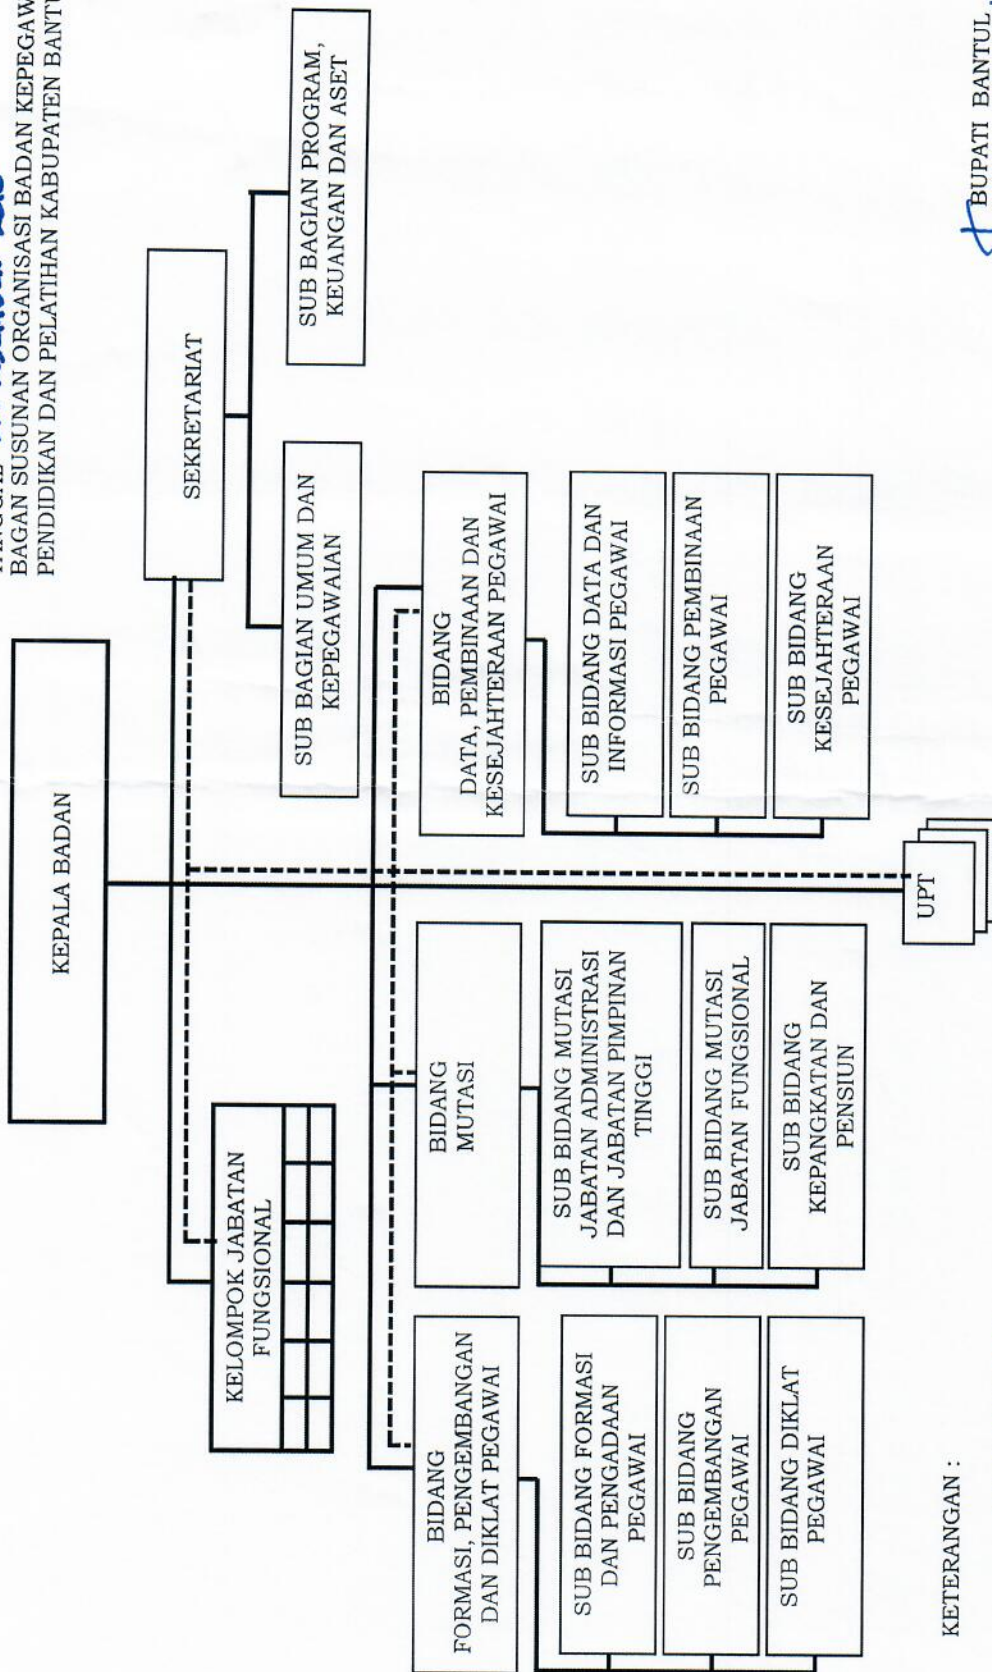 BAGAN SUSUNAN ORGANISASI BADAN KEPEGAW
PENDIDIKAN DAN PELATIHAN KABUPATEN BANTU
KEPALA BADAN
KELOMPOK JABATAN
FUNGSIONAL
SEKRETARIAT
SUB BAGIAN UMUM DAN
KEPEGAWAIAN
SUB BAGIAN PROGRAM,
KEUANGAN DAN ASET
BIDANG
FORMASI, PENGEMBANGAN
DAN DIKLAT PEGAWAI
SUB BIDANG FORMASI
DAN PENGADAAN
PEGAWAI
SUB BIDANG
PENGEMBANGAN
PEGAWAI
SUB BIDANG DIKLAT
PEGAWAI
BIDANG
MUTASI
SUB BIDANG MUTASI
JABATAN ADMINISTRASI
DAN JABATAN PIMPINAN
TINGGI
SUB BIDANG MUTASI
JABATAN FUNGSIONAL
SUB BIDANG
KEPANGKATAN DAN
PENSIUN
BIDANG
DATA, PEMBINAAN DAN
KESEJAHTERAAN PEGAWAI
SUB BIDANG DATA DAN
INFORMASI PEGAWAI
SUB BIDANG PEMBINAAN
PEGAWAI
SUB BIDANG
KESEJAHTERAAN
PEGAWAI
UPT
KETERANGAN :
BUPATI BANTUL